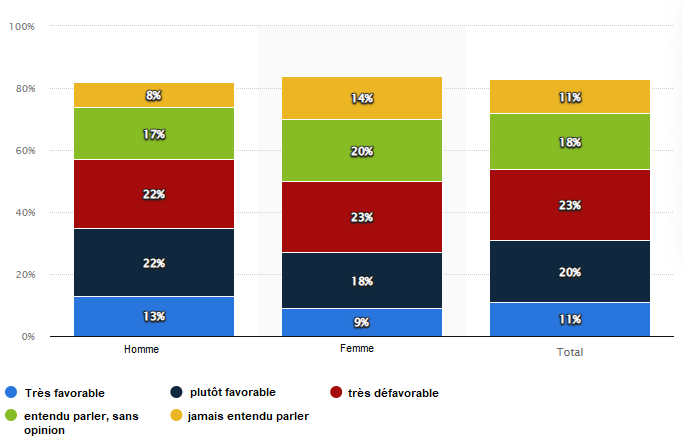 100%
80%
60%
40%
20%
0%
8%
17%
22%
22%
13%
14%
20%
23%
18%
9%
11%
18%
23%
20%
11%
Homme
Femme
Total
Très favorable
plutôt favorable
très défavorable
entendu parler, sans
opinion
jamais entendu parler